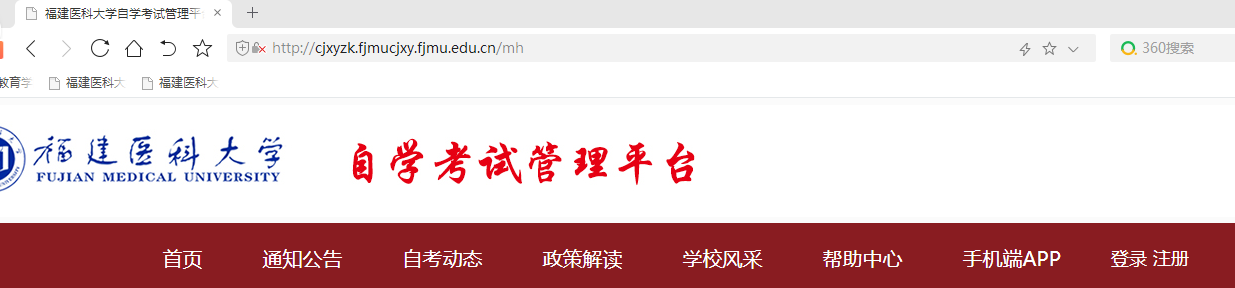 福建医科大学自学考试管理平
http://cjxyzk.fjmucjxy.fjmu.edu.cn/mh
360搜索
教育学 福建医科大 福建医科大
福建医科大学
FUJIAN MEDICAL UNIVERSITY
自学考试管理平台
首页 通知公告 自考动态 政策解读 学校风采 帮助中心 手机端APP 登录 注册